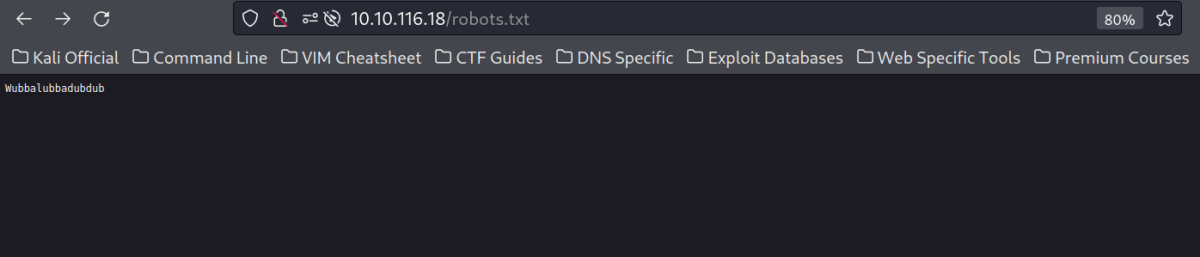 10.10.116.18/robots.txt
80%
Kali Official Command Line VIM Cheatsheet CTF Guides DNS Specific Exploit Databases Web Specific Tools Premium Courses
Wubbalubbadubdub